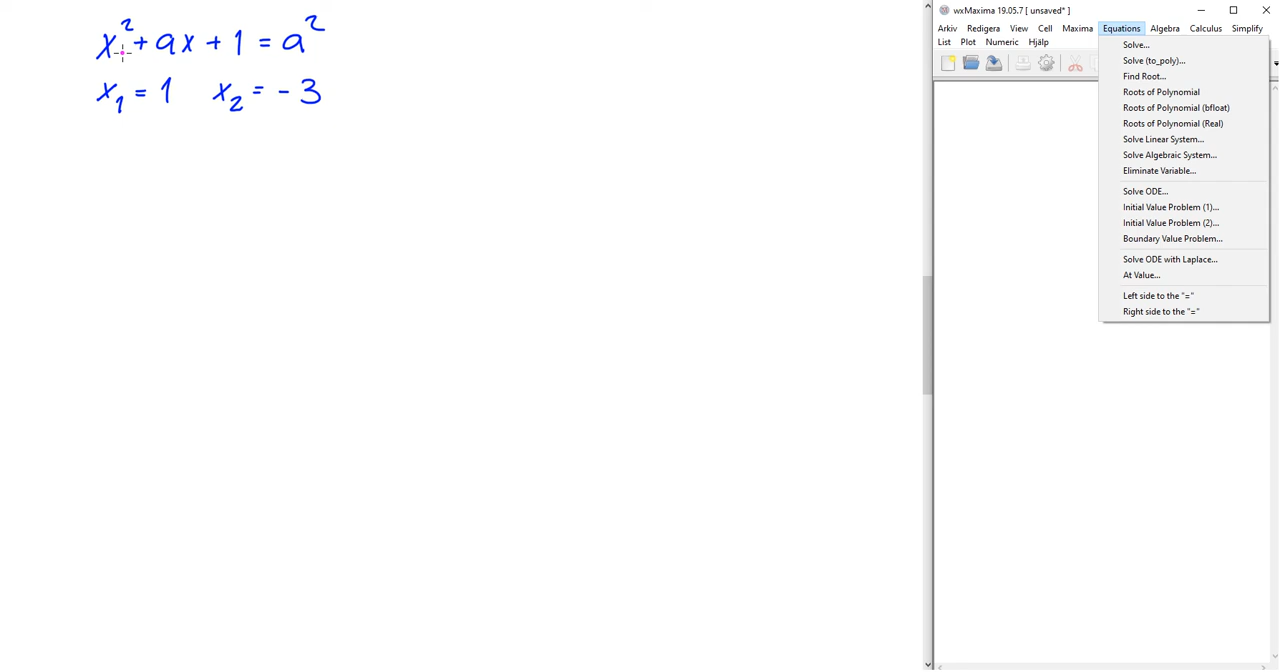 x² + ax + 1 = a²
x₁ = 1 x₂ = - 3
wxMaxima 19.05.7 [ unsaved* ]
Arkiv Redigera View Cell Maxima Equations Algebra Calculus Simplify
List Plot Numeric Hjälp
Solve...
Solve (to_poly)...
Find Root...
Roots of Polynomial
Roots of Polynomial (bfloat)
Roots of Polynomial (Real)
Solve Linear System...
Solve Algebraic System...
Eliminate Variable...
Solve ODE...
Initial Value Problem (1)...
Initial Value Problem (2)...
Boundary Value Problem...
Solve ODE with Laplace...
At Value...
Left side to the "="
Right side to the "="